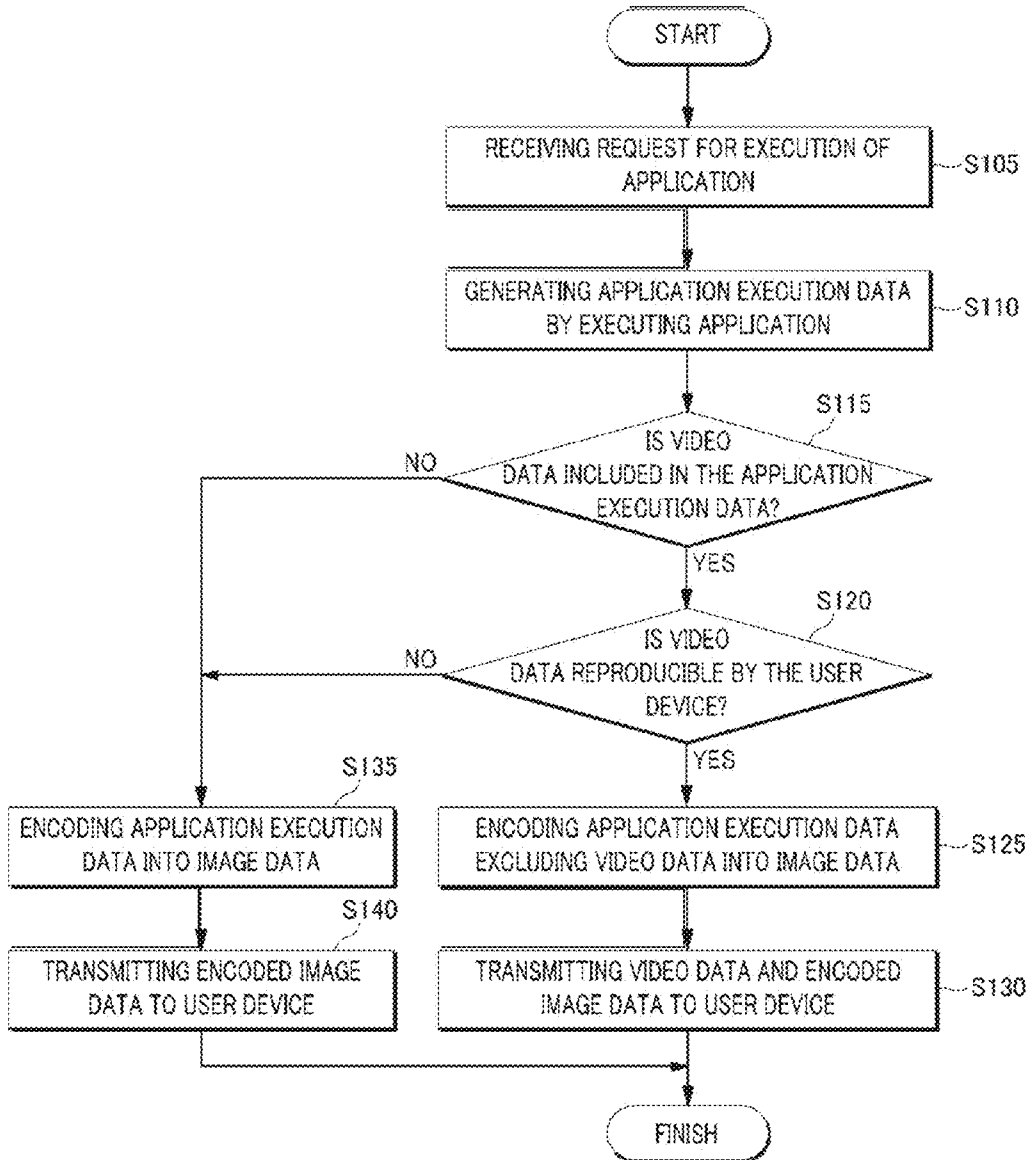 START
RECEIVING REQUEST FOR EXECUTION OF
APPLICATION
S105
GENERATING APPLICATION EXECUTION DATA
BY EXECUTING APPLICATION
S110
S115
IS VIDEO
DATA INCLUDED IN THE APPLICATION
EXECUTION DATA?
NO
YES
S120
IS VIDEO
DATA REPRODUCIBLE BY THE USER
DEVICE?
NO
YES
S135
ENCODING APPLICATION EXECUTION
DATA INTO IMAGE DATA
ENCODING APPLICATION EXECUTION DATA
EXCLUDING VIDEO DATA INTO IMAGE DATA
S125
S140
TRANSMITTING ENCODED IMAGE
DATA TO USER DEVICE
TRANSMITTING VIDEO DATA AND ENCODED
IMAGE DATA TO USER DEVICE
S130
FINISH